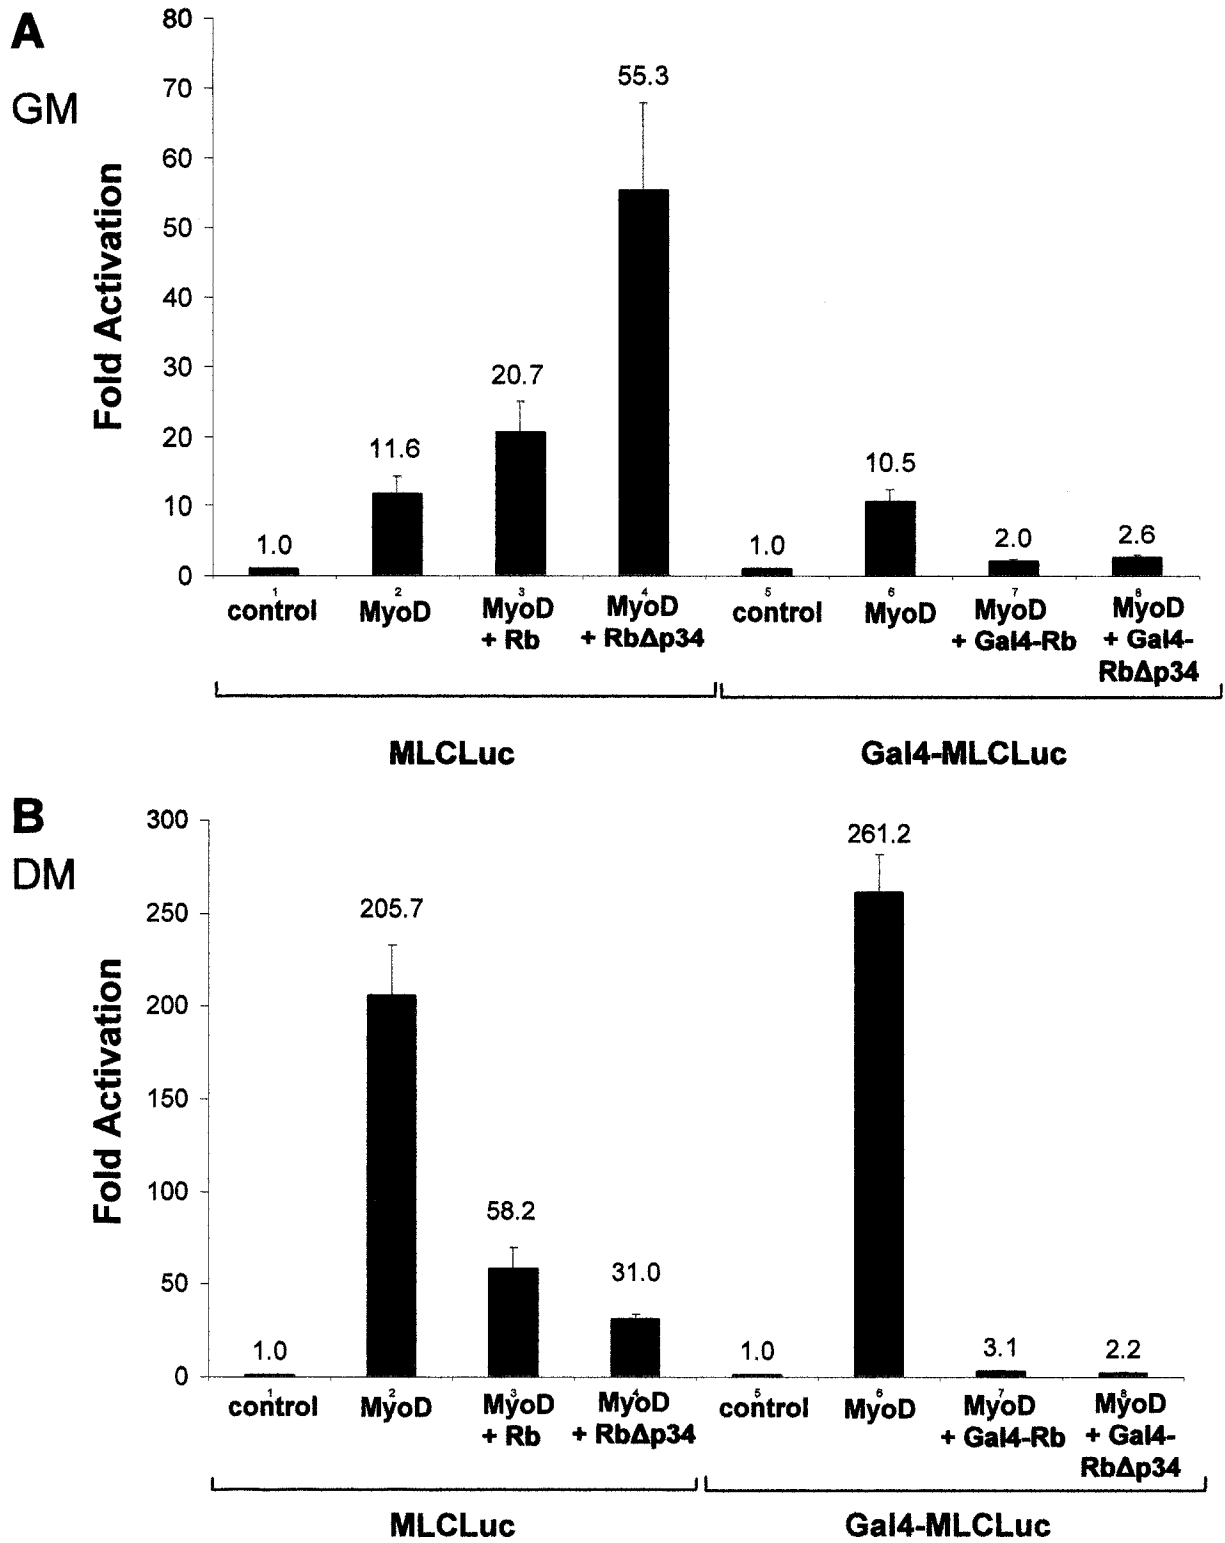 A
GM
Fold Activation
80
70
60
50
40
30
20
10
0
1.0
11.6
20.7
55.3
1.0
10.5
2.0
2.6
1 2 3 4 5 6 7 8
control MyoD MyoD MyoD control MyoD MyoD MyoD
+ Rb + RbΔp34 + Gal4-Rb + Gal4-
RbΔp34
MLCLuc Gal4-MLCLuc
B
DM
Fold Activation
300
250
200
150
100
50
0
1.0
205.7
58.2
31.0
1.0
261.2
3.1
2.2
1 2 3 4 5 6 7 8
control MyoD MyoD MyoD control MyoD MyoD MyoD
+ Rb + RbΔp34 + Gal4-Rb + Gal4-
RbΔp34
MLCLuc Gal4-MLCLuc